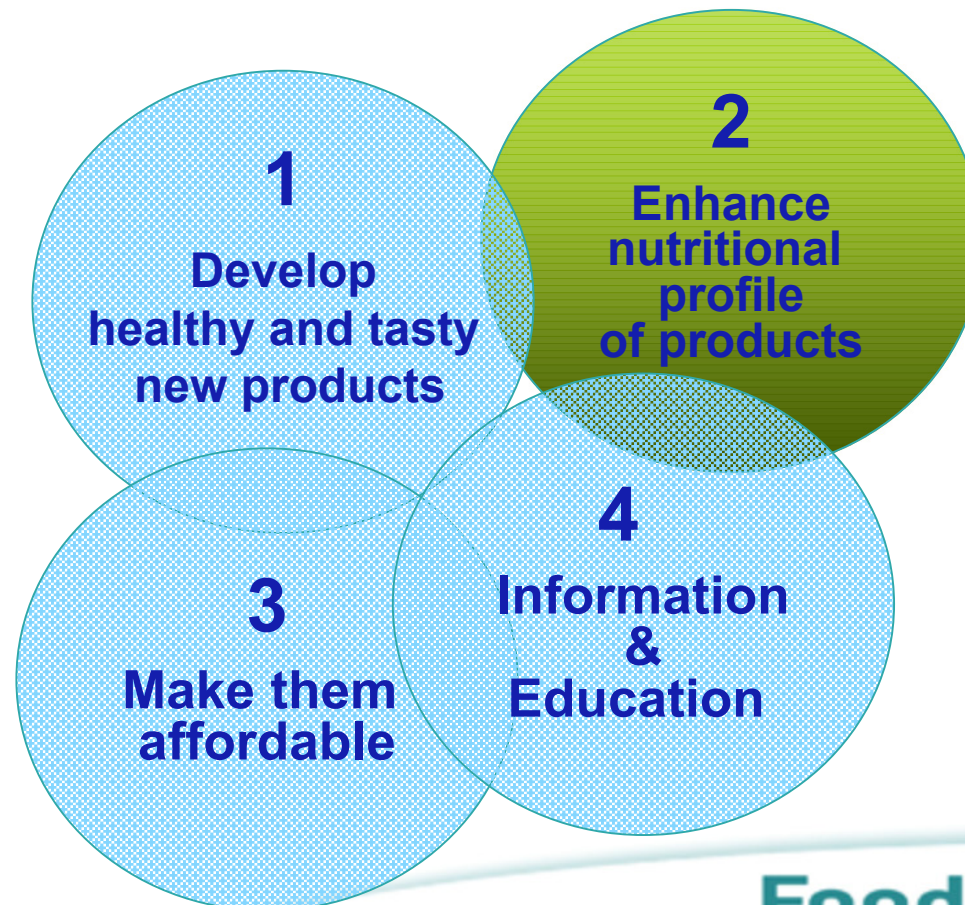 1
Develop
healthy and tasty
new products
2
Enhance
nutritional
profile
of products
3
Make them
affordable
4
Information
&
Education